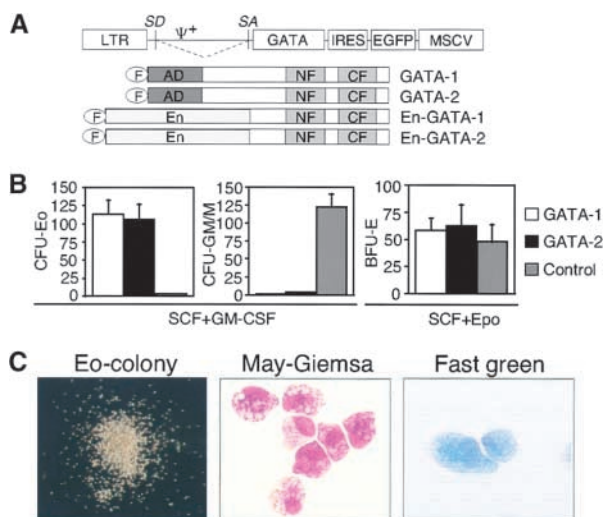 A
SD Ψ+ SA
LTR GATA IRES EGFP MSCV
F AD NF CF GATA-1
F AD NF CF GATA-2
F En NF CF En-GATA-1
F En NF CF En-GATA-2
B
CFU-Eo
150
125
100
75
50
25
0
CFU-GM/M
150
125
100
75
50
25
0
BFU-E
100
75
50
25
0
GATA-1
GATA-2
Control
SCF+GM-CSF SCF+Epo
C
Eo-colony May-Giemsa Fast green